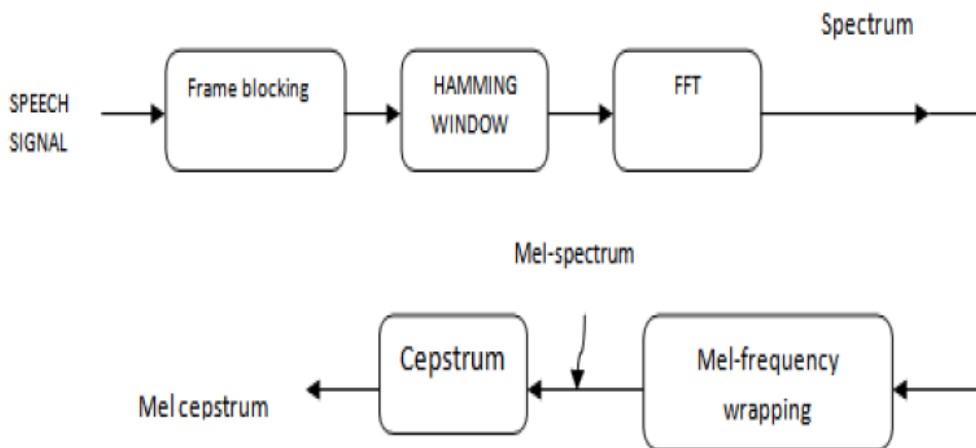 Spectrum
SPEECH
SIGNAL
Frame blocking
HAMMING
WINDOW
FFT
Mel-spectrum
Mel-frequency
wrapping
Cepstrum
Mel cepstrum